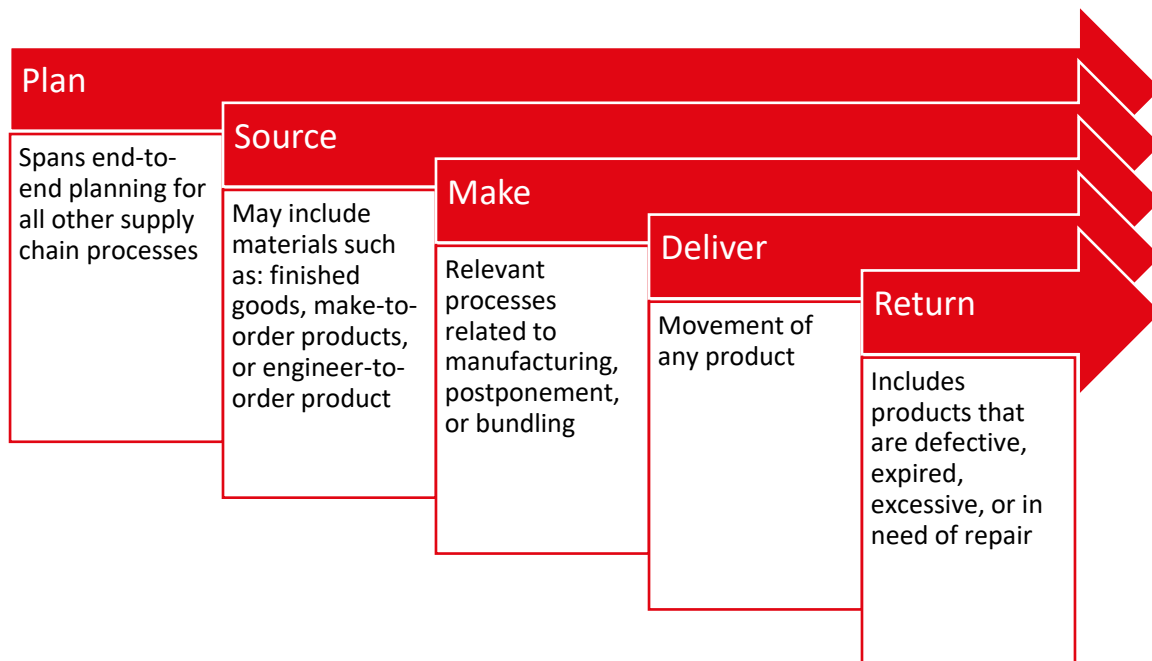 Plan
Spans end-to-
end planning for
all other supply
chain processes
Source
May include
materials such
as: finished
goods, make-to-
order products,
or engineer-to-
order product
Make
Relevant
processes
related to
manufacturing,
postponement,
or bundling
Deliver
Movement of
any product
Return
Includes
products that
are defective,
expired,
excessive, or in
need of repair